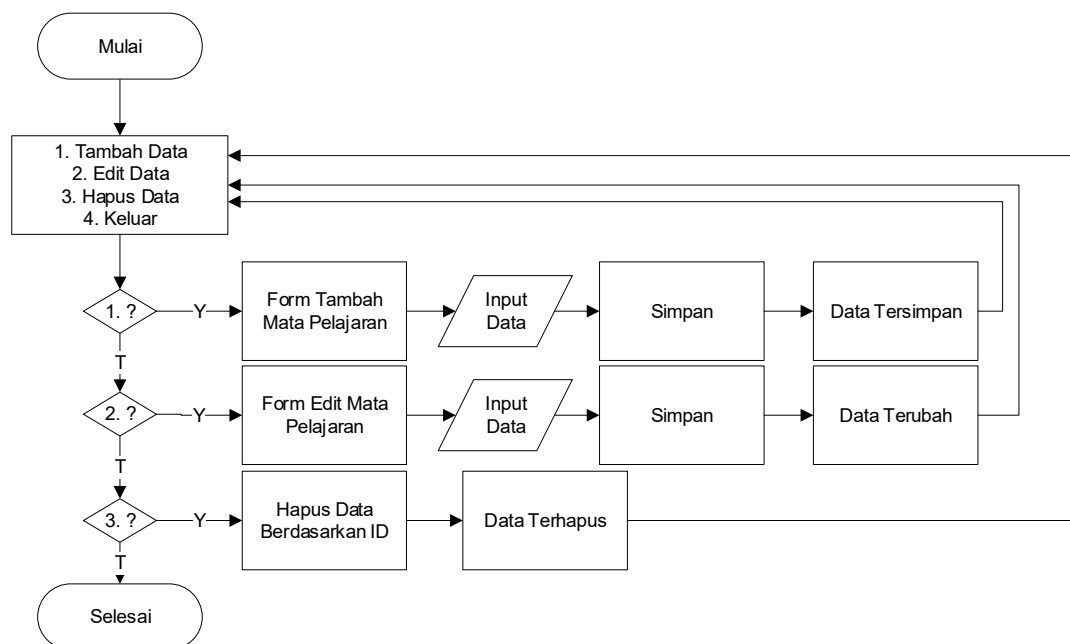 Mulai
1. Tambah Data
2. Edit Data
3. Hapus Data
4. Keluar
1. ?
Y
Form Tambah
Mata Pelajaran
Input
Data
Simpan
Data Tersimpan
T
2. ?
Y
Form Edit Mata
Pelajaran
Input
Data
Simpan
Data Terubah
T
3. ?
Y
Hapus Data
Berdasarkan ID
Data Terhapus
T
Selesai